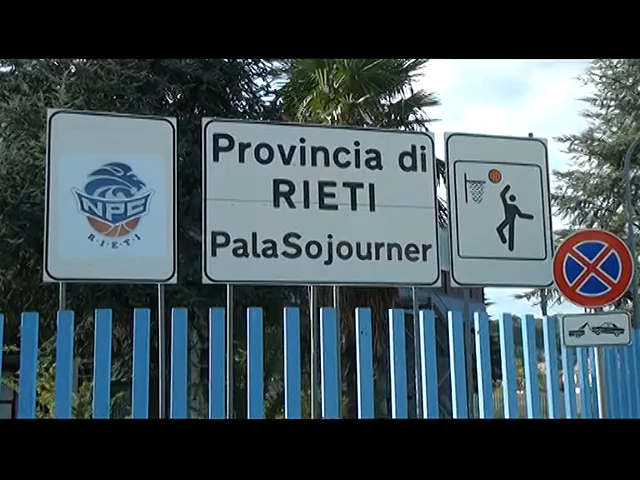 NPC
RIETI
Provincia di
RIETI
PalaSojourner